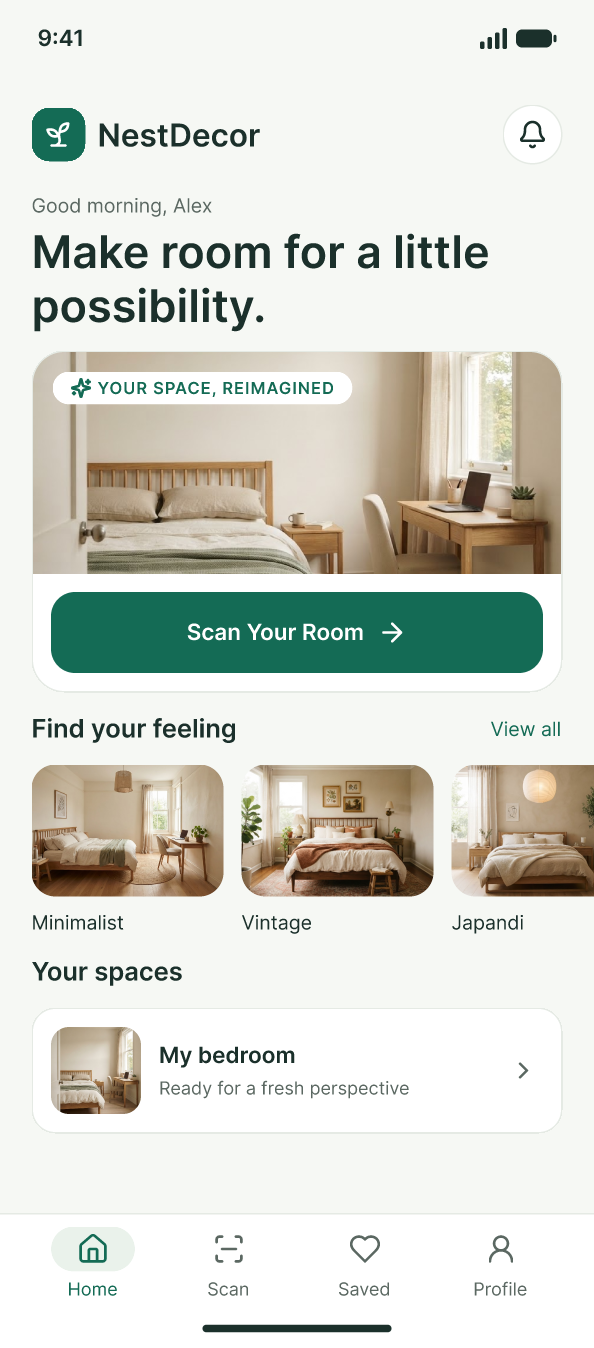 9:41
NestDecor
Good morning, Alex
Make room for a little
possibility.
YOUR SPACE, REIMAGINED
Scan Your Room
Find your feeling
View all
Minimalist
Vintage
Japandi
Your spaces
My bedroom
Ready for a fresh perspective
Home
Scan
Saved
Profile